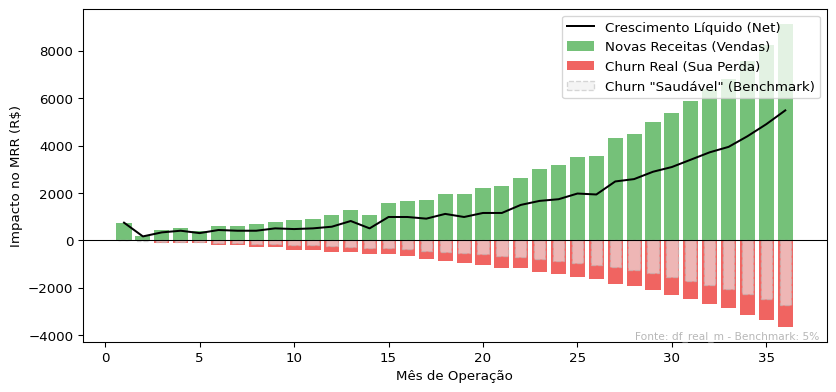 Crescimento Líquido (Net)
Novas Receitas (Vendas)
Churn Real (Sua Perda)
Churn "Saudável" (Benchmark)
Impacto no MRR (R$)
8000
6000
4000
2000
0
−2000
−4000
Fonte: df_real_m - Benchmark: 5%
0 5 10 15 20 25 30 35
Mês de Operação